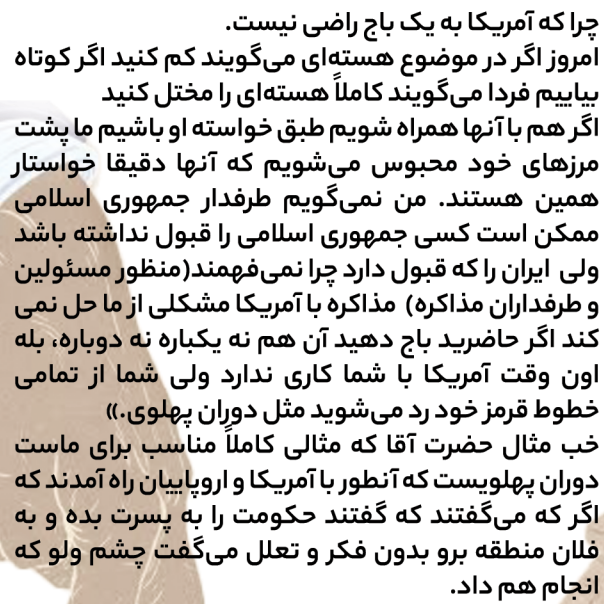 چرا که آمریکا به یک باج راضی نیست.
امروز اگر در موضوع هسته‌ای می‌گویند کم کنید اگر کوتاه
بیاییم فردا می‌گویند کاملاً هسته‌ای را مختل کنید
اگر هم با آنها همراه شویم طبق خواسته او باشیم ما پشت
مرزهای خود محبوس می‌شویم که آنها دقیقا خواستار
همین هستند. من نمی‌گویم طرفدار جمهوری اسلامی
ممکن است کسی جمهوری اسلامی را قبول نداشته باشد
ولی ایران را که قبول دارد چرا نمی‌فهمند(منظور مسئولین
و طرفداران مذاکره) مذاکره با آمریکا مشکلی از ما حل نمی
کند اگر حاضرید باج دهید آن هم نه یکباره نه دوباره، بله
اون وقت آمریکا با شما کاری ندارد ولی شما از تمامی
خطوط قرمز خود رد می‌شوید مثل دوران پهلوی.»
خب مثال حضرت آقا که مثالی کاملاً مناسب برای ماست
دوران پهلویست که آنطور با آمریکا و اروپاییان راه آمدند که
اگر که می‌گفتند که گفتند حکومت را به پسرت بده و به
فلان منطقه برو بدون فکر و تعلل می‌گفت چشم ولو که
انجام هم داد.